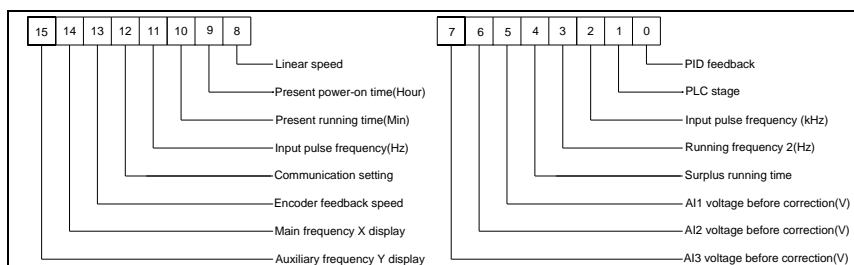 15 14 13 12 11 10 9 8
Linear speed
Present power-on time(Hour)
Present running time(Min)
Input pulse frequency(Hz)
Communication setting
Encoder feedback speed
Main frequency X display
Auxiliary frequency Y display
7 6 5 4 3 2 1 0
PID feedback
PLC stage
Input pulse frequency (kHz)
Running frequency 2(Hz)
Surplus running time
AI1 voltage before correction(V)
AI2 voltage before correction(V)
AI3 voltage before correction(V)